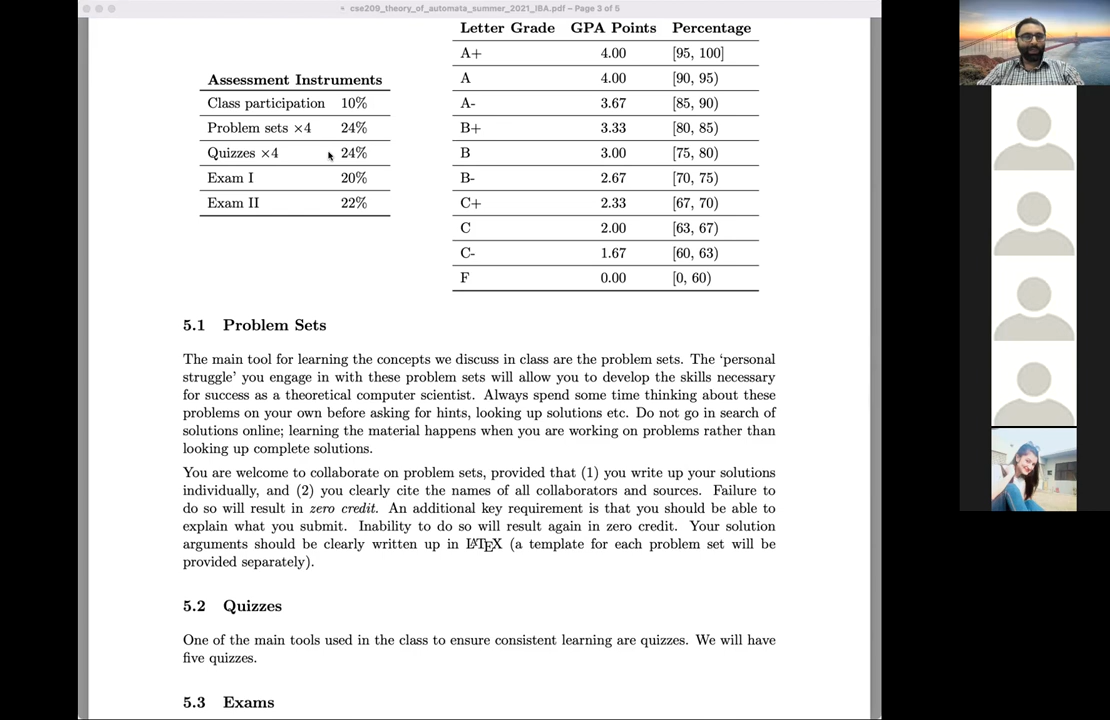 cse209_theory_of_automata_summer_2021_IBA.pdf – Page 3 of 5
Assessment Instruments
Class participation 10%
Problem sets ×4 24%
Quizzes ×4 24%
Exam I 20%
Exam II 22%
Letter Grade GPA Points Percentage
A+ 4.00 [95, 100]
A 4.00 [90, 95)
A- 3.67 [85, 90)
B+ 3.33 [80, 85)
B 3.00 [75, 80)
B- 2.67 [70, 75)
C+ 2.33 [67, 70)
C 2.00 [63, 67)
C- 1.67 [60, 63)
F 0.00 [0, 60)
5.1 Problem Sets
The main tool for learning the concepts we discuss in class are the problem sets. The ‘personal
struggle’ you engage in with these problem sets will allow you to develop the skills necessary
for success as a theoretical computer scientist. Always spend some time thinking about these
problems on your own before asking for hints, looking up solutions etc. Do not go in search of
solutions online; learning the material happens when you are working on problems rather than
looking up complete solutions.
You are welcome to collaborate on problem sets, provided that (1) you write up your solutions
individually, and (2) you clearly cite the names of all collaborators and sources. Failure to
do so will result in zero credit. An additional key requirement is that you should be able to
explain what you submit. Inability to do so will result again in zero credit. Your solution
arguments should be clearly written up in LATEX (a template for each problem set will be
provided separately).
5.2 Quizzes
One of the main tools used in the class to ensure consistent learning are quizzes. We will have
five quizzes.
5.3 Exams